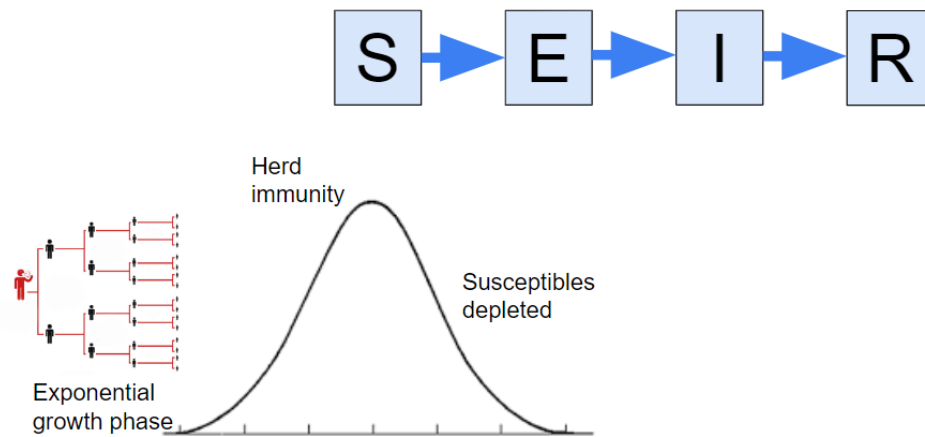 S E I R
Herd
immunity
Susceptibles
depleted
Exponential
growth phase